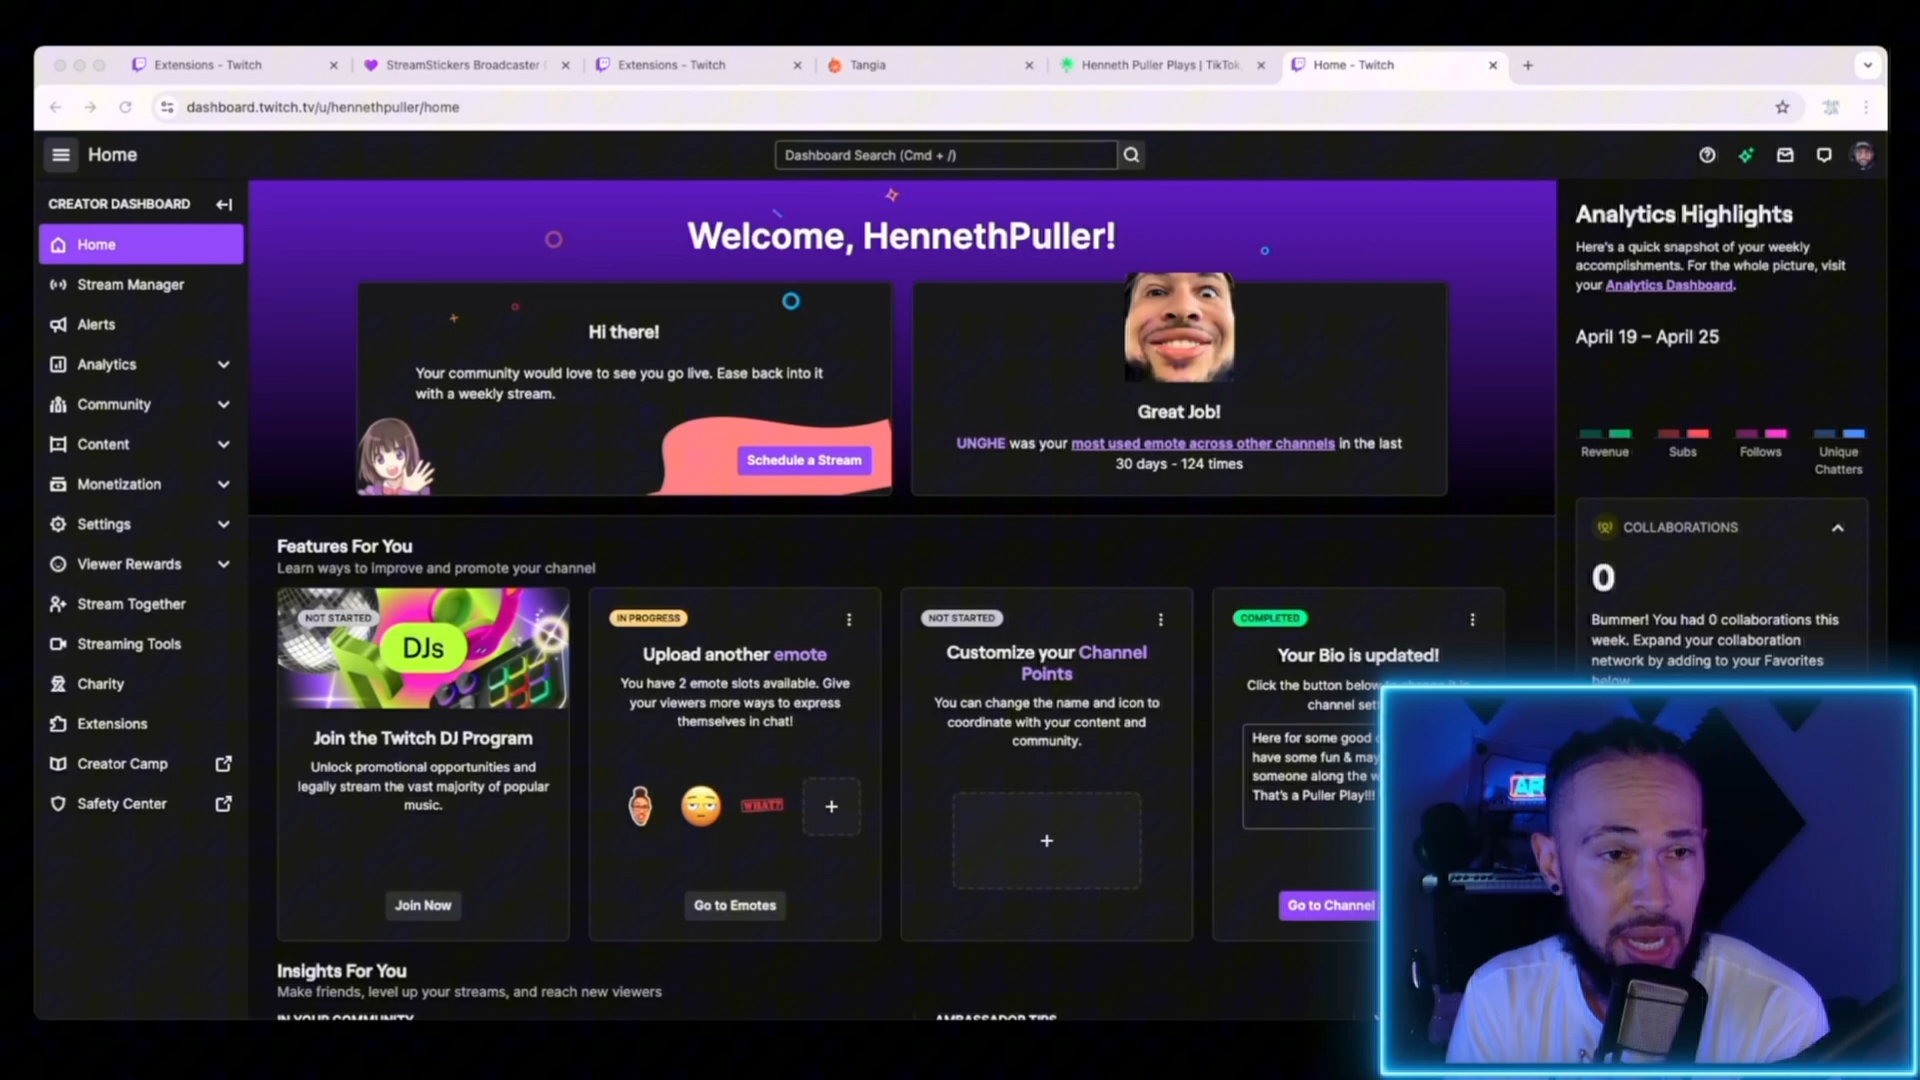 Extensions - Twitch
StreamStickers Broadcaster
Extensions - Twitch
Tangia
Henneth Puller Plays | TikTok,
Home - Twitch
dashboard.twitch.tv/u/hennethpuller/home
Home
Dashboard Search (Cmd + /)
CREATOR DASHBOARD
Home
Stream Manager
Alerts
Analytics
Community
Content
Monetization
Settings
Viewer Rewards
Stream Together
Streaming Tools
Charity
Extensions
Creator Camp
Safety Center
Welcome, HennethPuller!
Hi there!
Your community would love to see you go live. Ease back into it
with a weekly stream.
Schedule a Stream
Great Job!
UNGHE was your most used emote across other channels in the last
30 days - 124 times
Features For You
Learn ways to improve and promote your channel
NOT STARTED
DJs
Join the Twitch DJ Program
Unlock promotional opportunities and
legally stream the vast majority of popular
music.
Join Now
IN PROGRESS
Upload another emote
You have 2 emote slots available. Give
your viewers more ways to express
themselves in chat!
WHAT?
Go to Emotes
NOT STARTED
Customize your Channel
Points
You can change the name and icon to
coordinate with your content and
community.
COMPLETED
Your Bio is updated!
Click the button below to change it in
channel set
Here for some good
have some fun & may
someone along the w
That's a Puller Play!!!
Go to Channel
Insights For You
Make friends, level up your streams, and reach new viewers
IN YOUR COMMUNITY
AMBASSADOR TIPS
Analytics Highlights
Here's a quick snapshot of your weekly
accomplishments. For the whole picture, visit
your Analytics Dashboard.
April 19 – April 25
Revenue
Subs
Follows
Unique
Chatters
COLLABORATIONS
0
Bummer! You had 0 collaborations this
week. Expand your collaboration
network by adding to your Favorites
below.